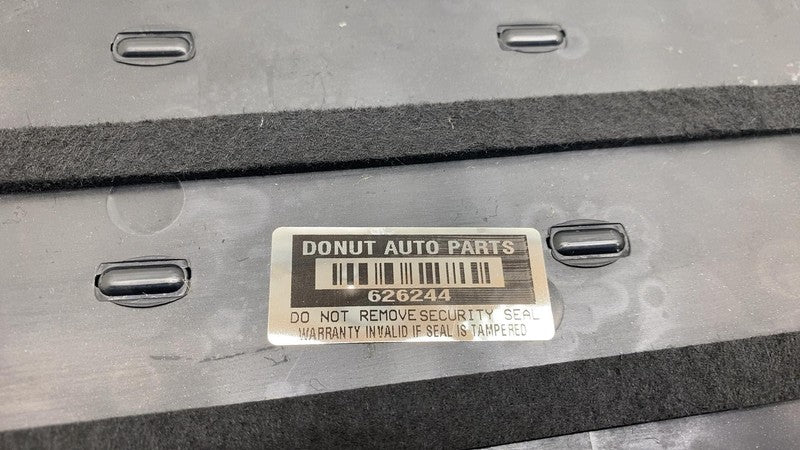 DONUT AUTO PARTS
626244
DO NOT REMOVE SECURITY SEAL
WARRANTY INVALID IF SEAL IS TAMPERED